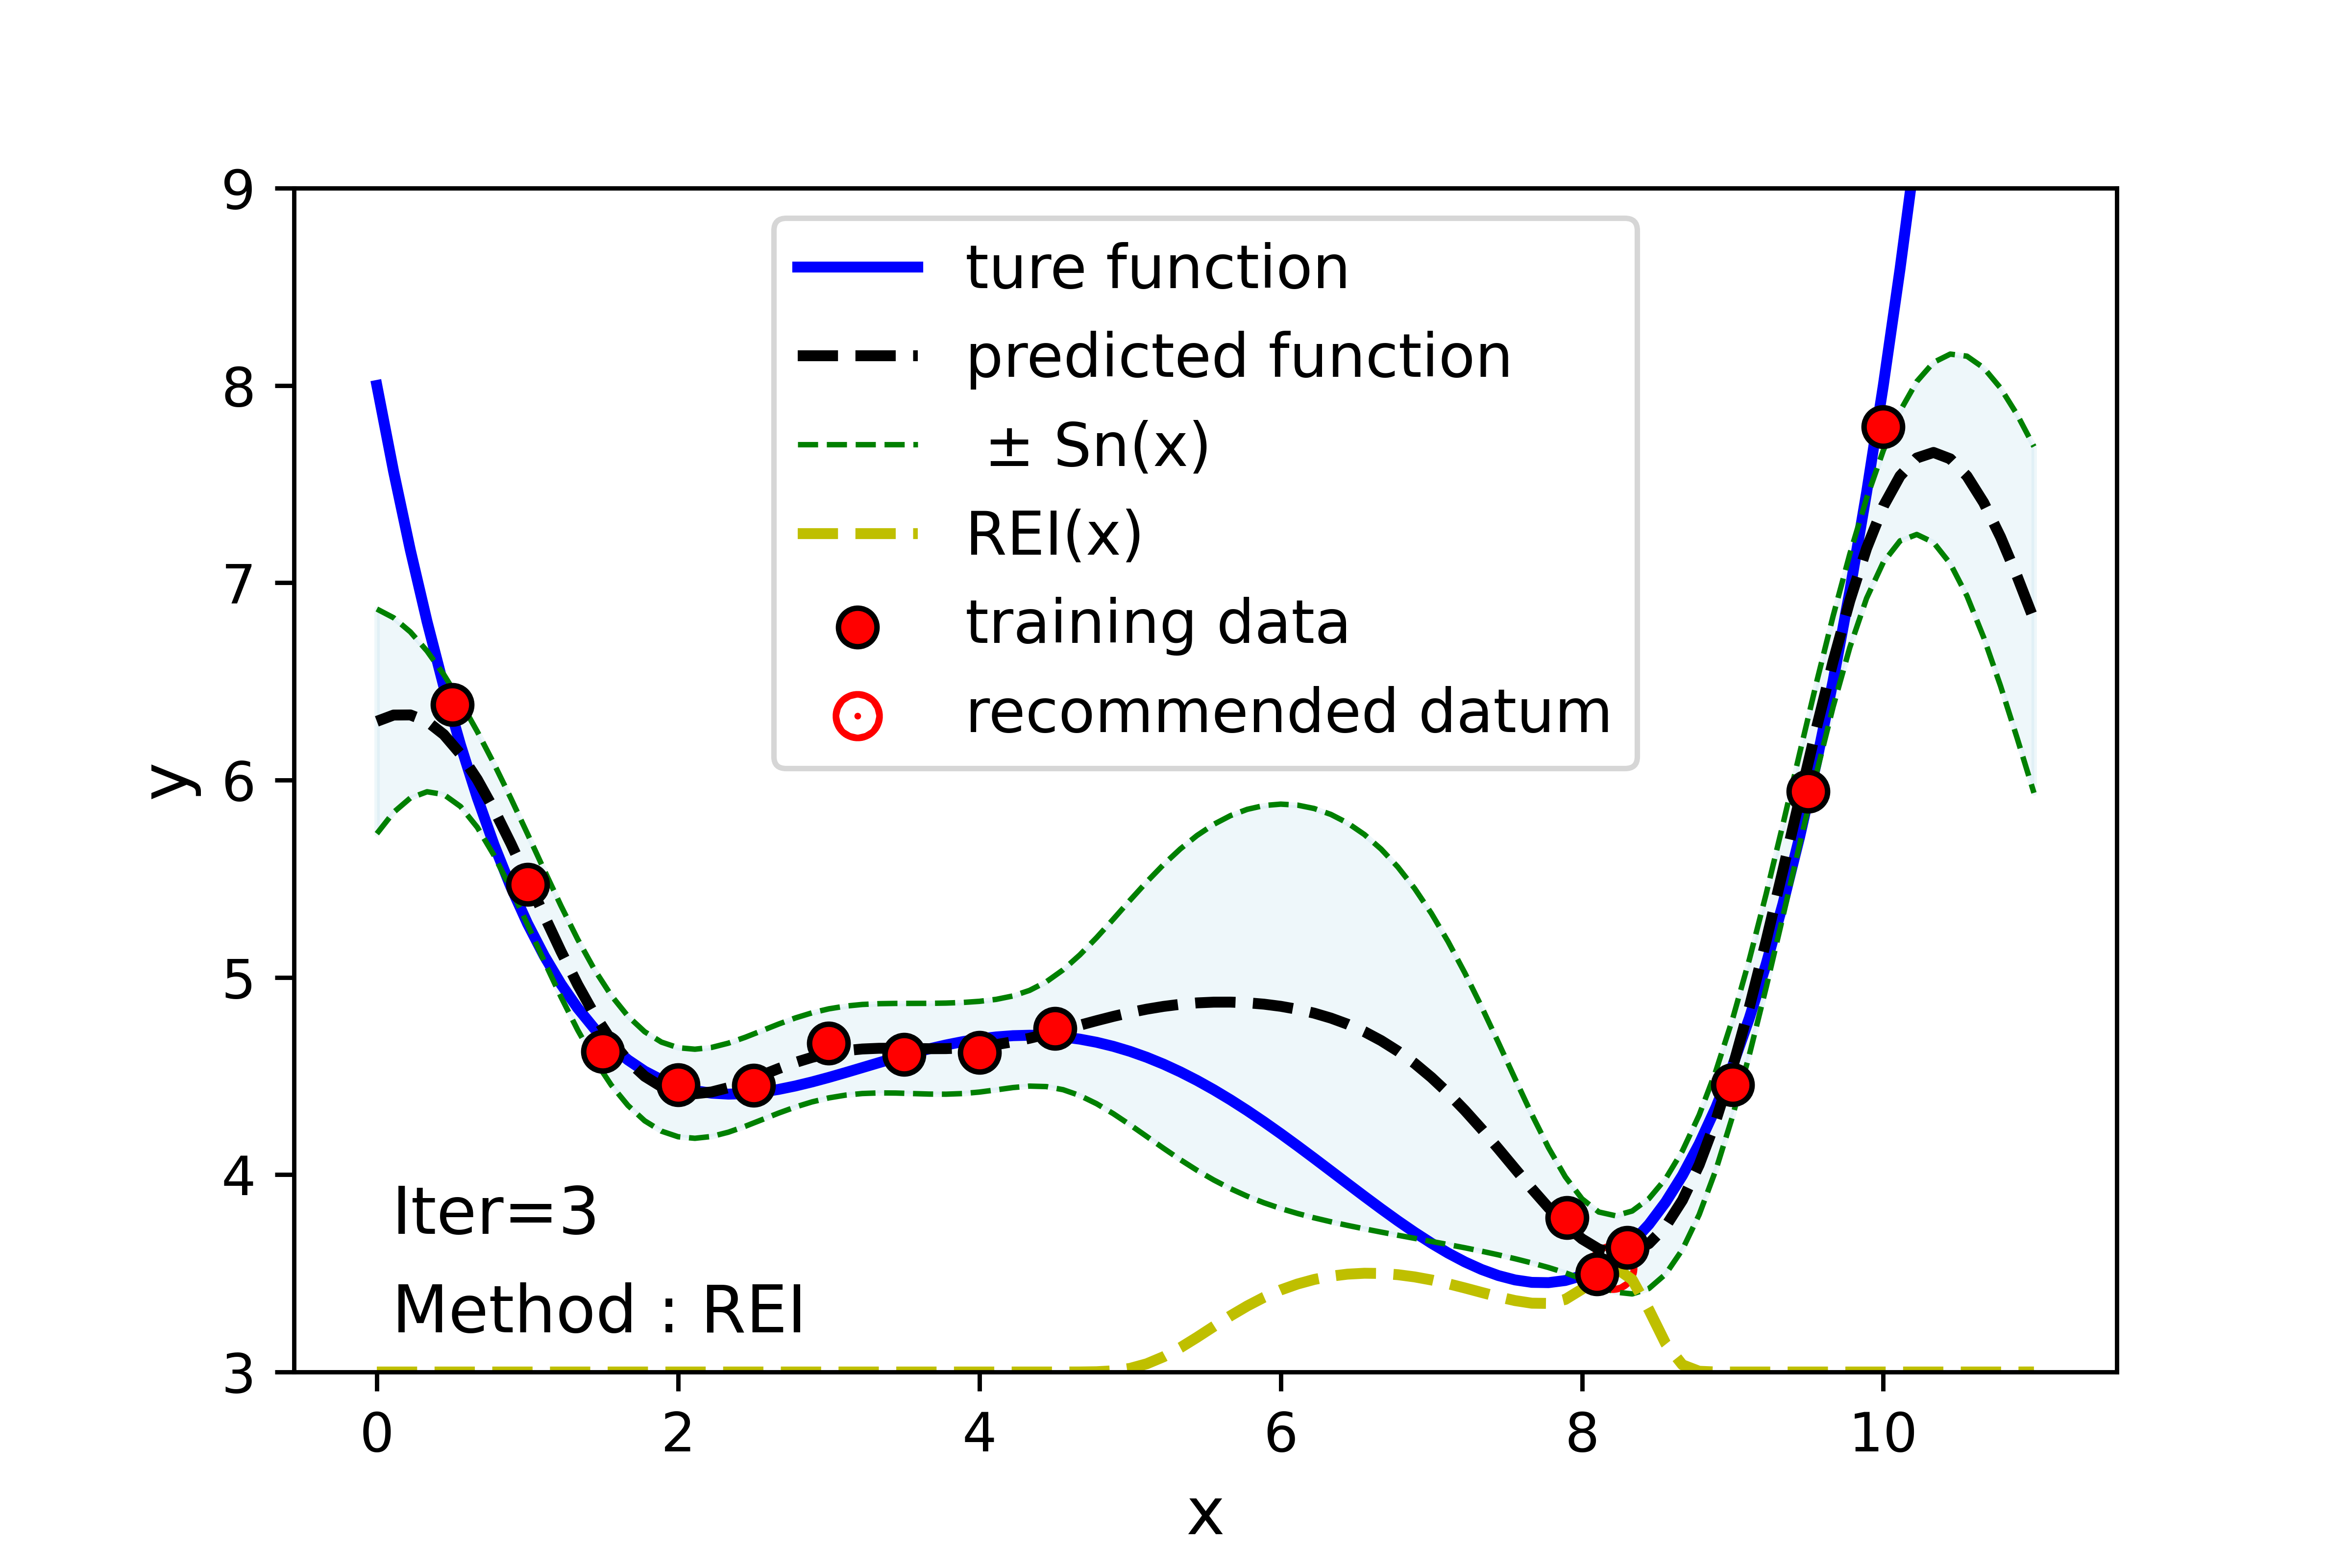 9
8
7
6
5
4
3
y
ture function
predicted function
± Sn(x)
REI(x)
training data
recommended datum
Iter=3
Method : REI
0 2 4 6 8 10
x